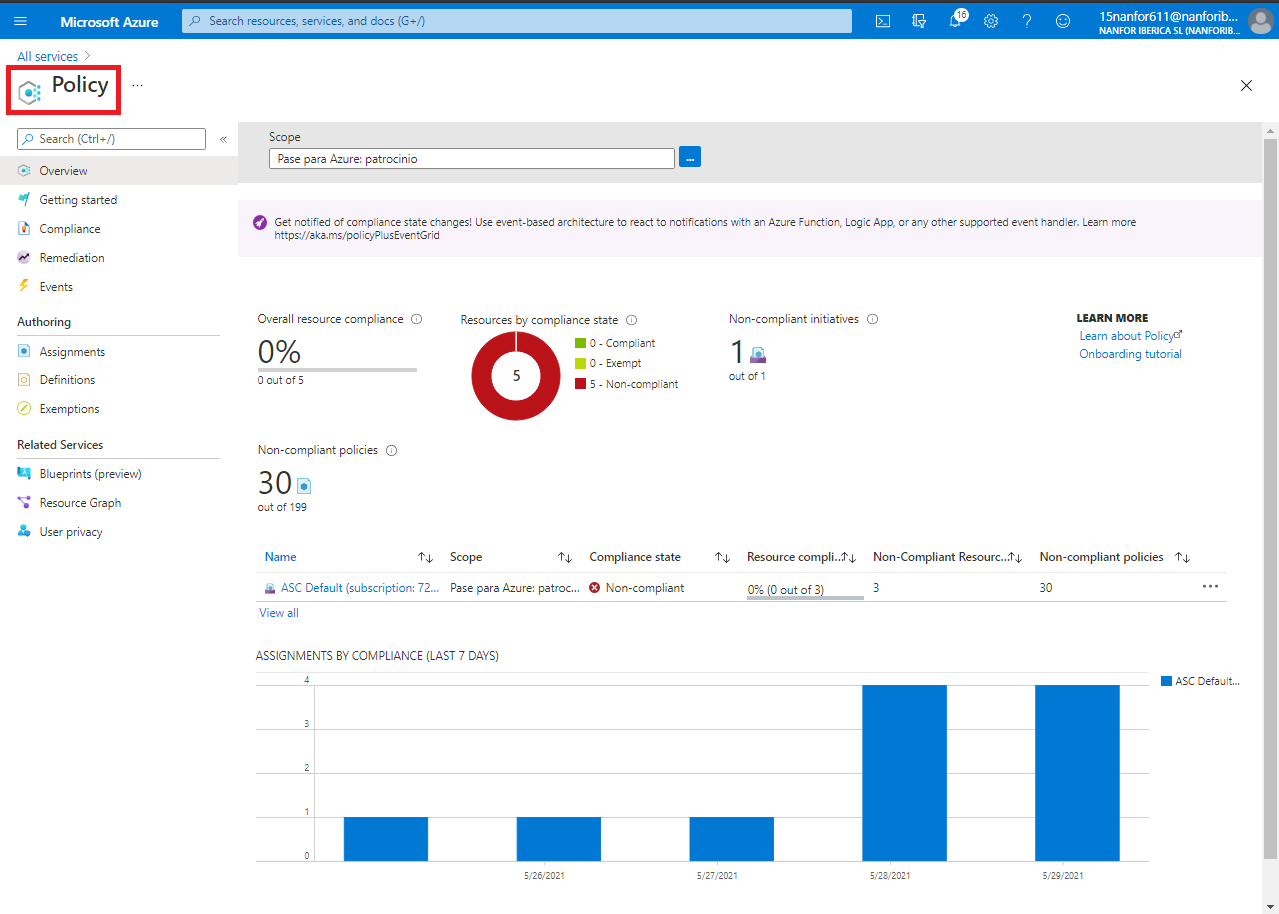 Microsoft Azure
Search resources, services, and docs (G+/)
16
15nanfor611@nanforib...
NANFOR IBERICA SL (NANFORIB...
All services
Policy
...
Search (Ctrl+/)
«
Overview
Getting started
Compliance
Remediation
Events
Authoring
Assignments
Definitions
Exemptions
Related Services
Blueprints (preview)
Resource Graph
User privacy
Scope
Pase para Azure: patrocinio
...
Get notified of compliance state changes! Use event-based architecture to react to notifications with an Azure Function, Logic App, or any other supported event handler. Learn more
https://aka.ms/policyPlusEventGrid
Overall resource compliance
0%
0 out of 5
Resources by compliance state
5
0 - Compliant
0 - Exempt
5 - Non-compliant
Non-compliant initiatives
1
out of 1
LEARN MORE
Learn about Policy
Onboarding tutorial
Non-compliant policies
30
out of 199
Name Scope Compliance state Resource compli... Non-Compliant Resourc... Non-compliant policies
ASC Default (subscription: 72... Pase para Azure: patroc... Non-compliant 0% (0 out of 3) 3 30 ...
View all
ASSIGNMENTS BY COMPLIANCE (LAST 7 DAYS)
4
3
2
1
0
5/26/2021 5/27/2021 5/28/2021 5/29/2021
ASC Default...